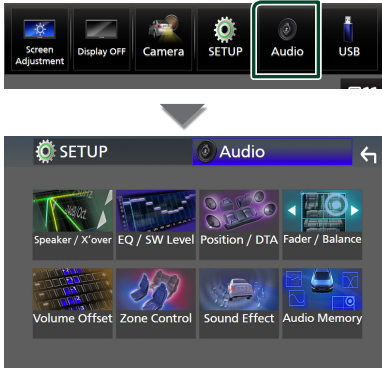 Screen
Adjustment
Display OFF
Camera
SETUP
Audio
USB
SETUP
Audio
Speaker / X'over
EQ / SW Level
Position / DTA
Fader / Balance
Volume Offset
Zone Control
Sound Effect
Audio Memory